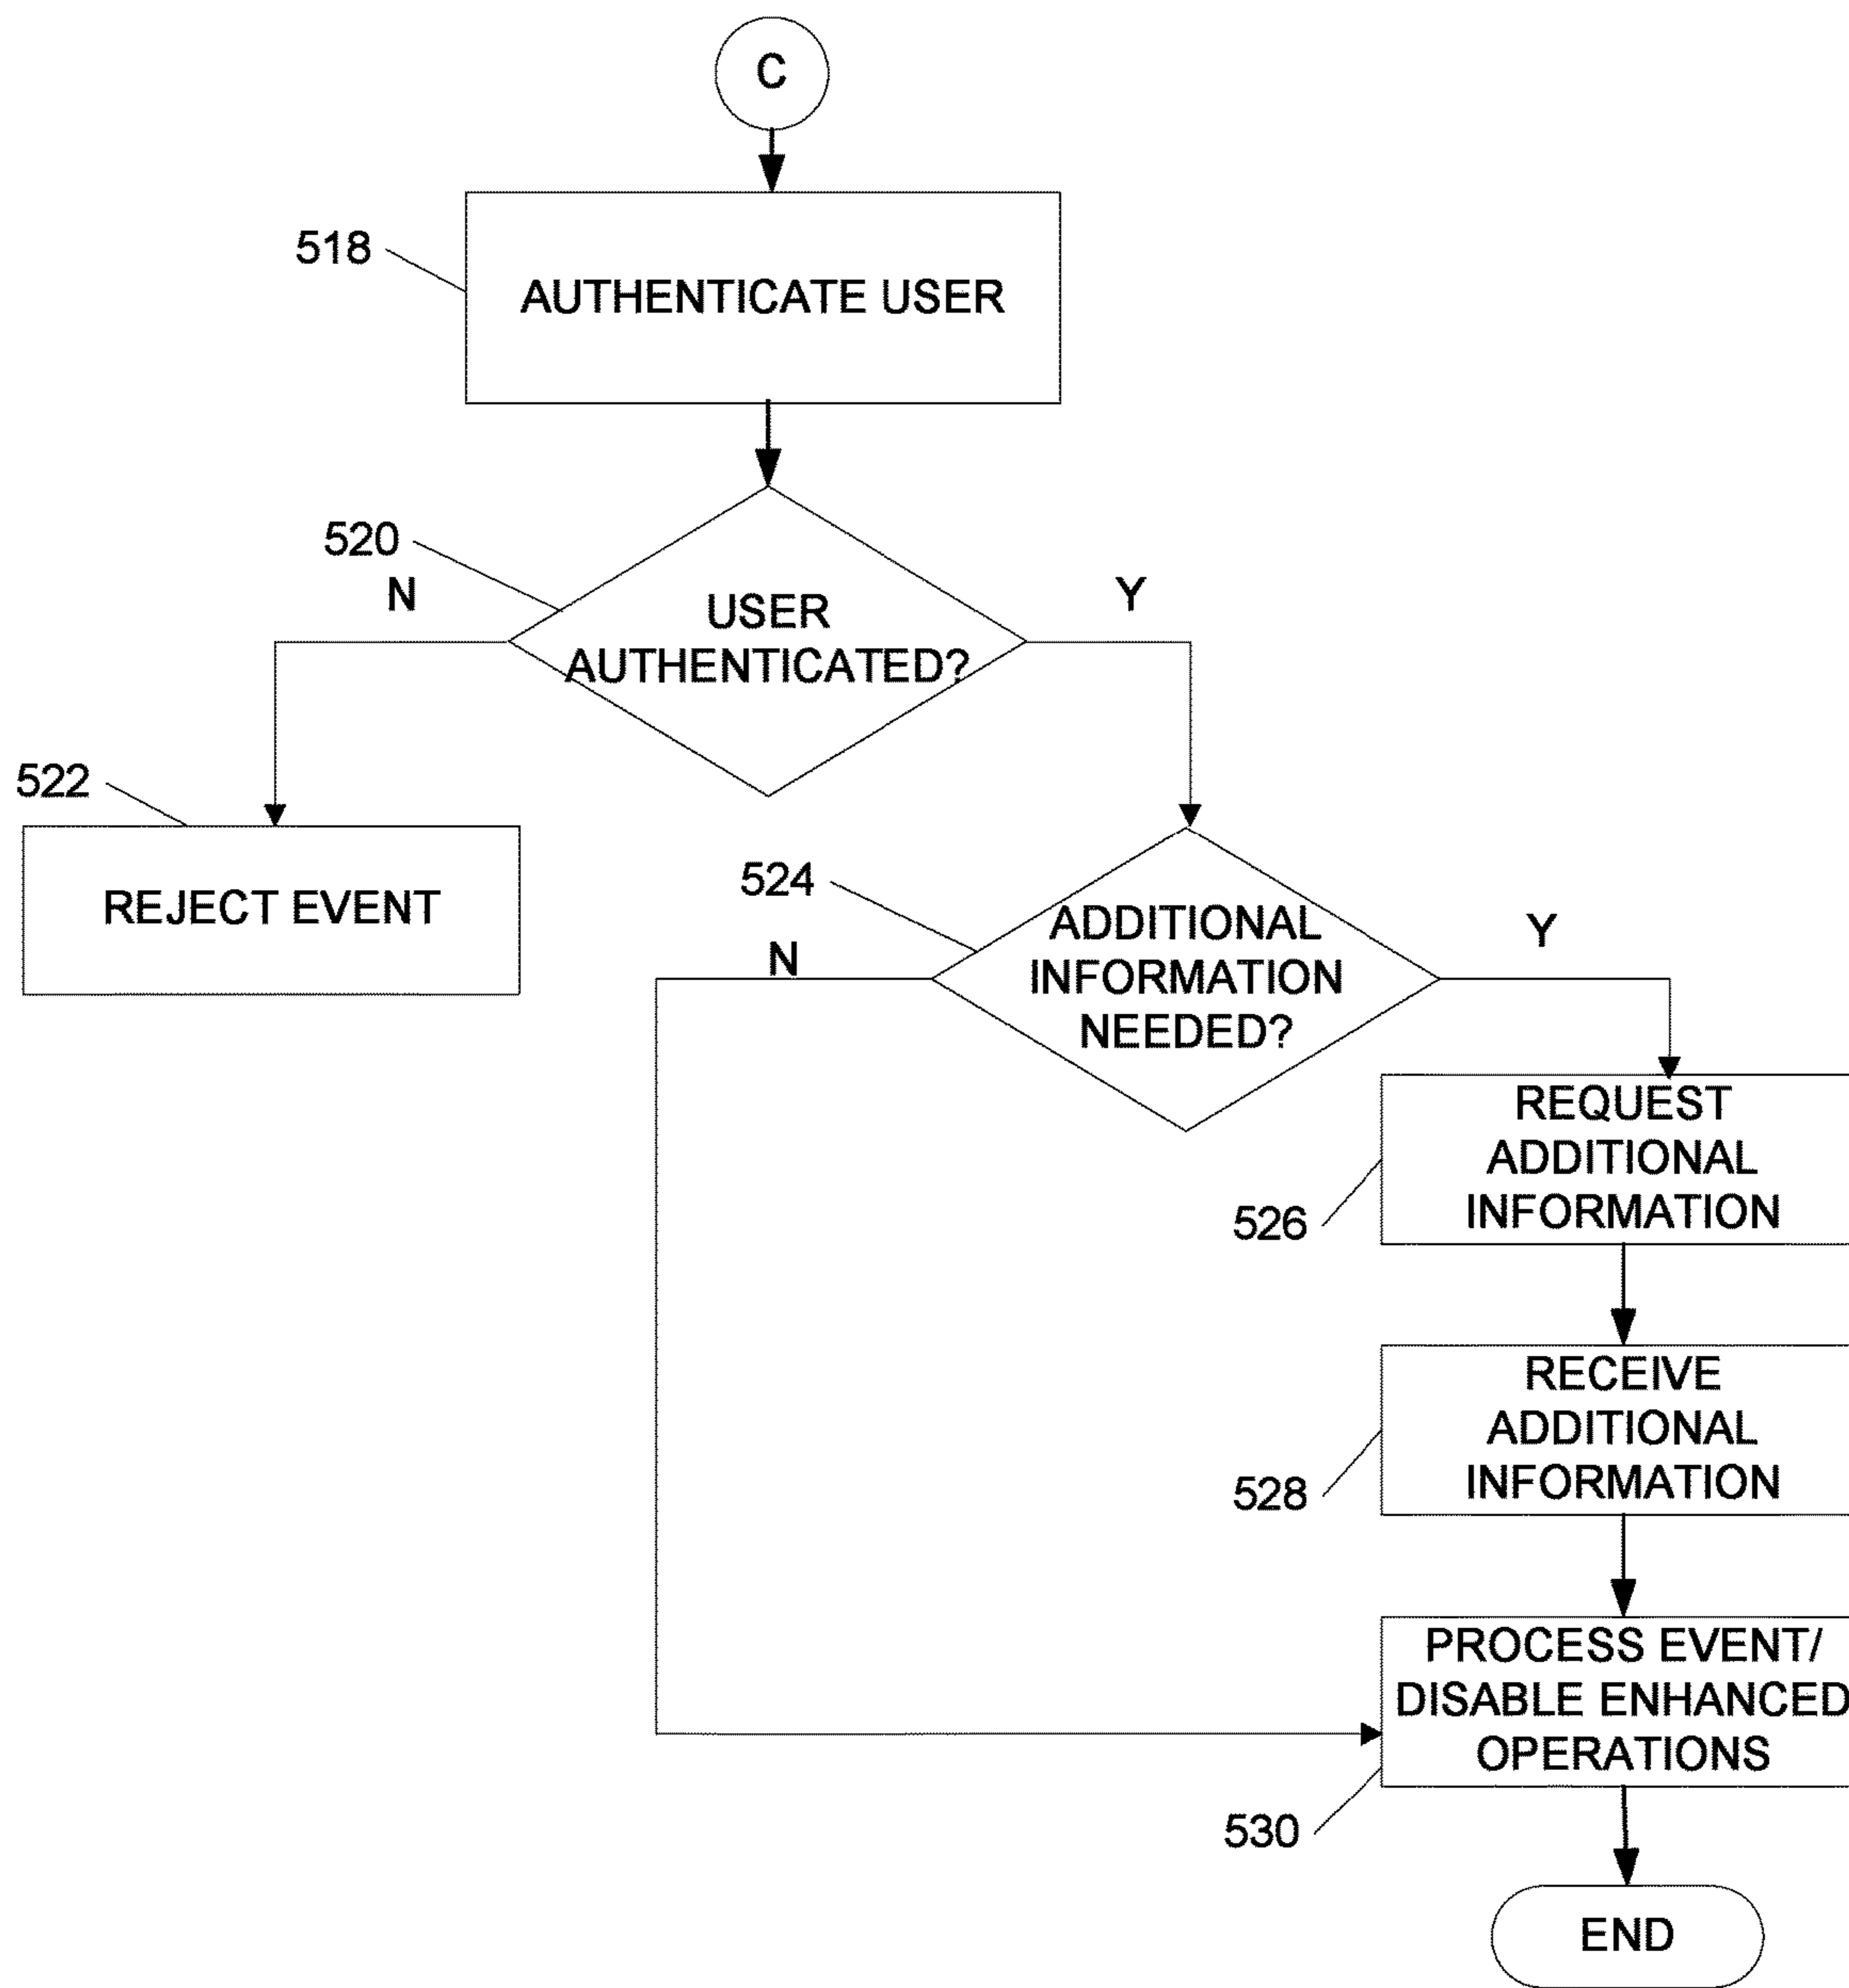 C
518
AUTHENTICATE USER
520
N
Y
USER
AUTHENTICATED?
522
REJECT EVENT
524
N
Y
ADDITIONAL
INFORMATION
NEEDED?
REQUEST
ADDITIONAL
INFORMATION
526
RECEIVE
ADDITIONAL
INFORMATION
528
PROCESS EVENT/
DISABLE ENHANCED
OPERATIONS
530
END